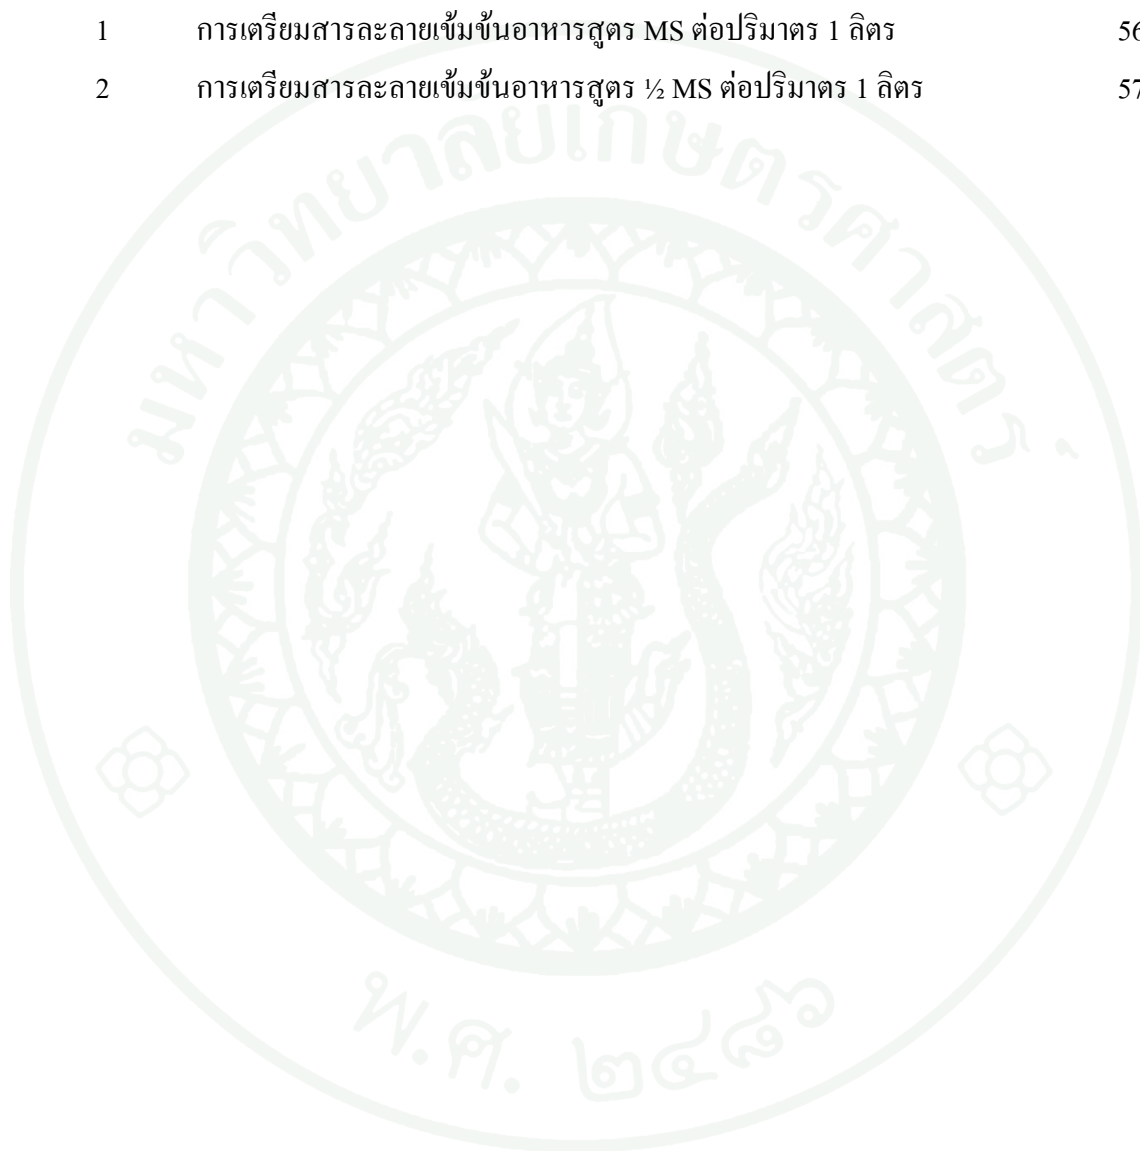 1 การเตรียมสารละลายเข้มข้นอาหารสูตร MS ต่อปริมาตร 1 ลิตร 56
2 การเตรียมสารละลายเข้มข้นอาหารสูตร ½ MS ต่อปริมาตร 1 ลิตร 57
มหาวิทยาลัยเกษตรศาสตร์
พ.ศ. ๒๔๘๖